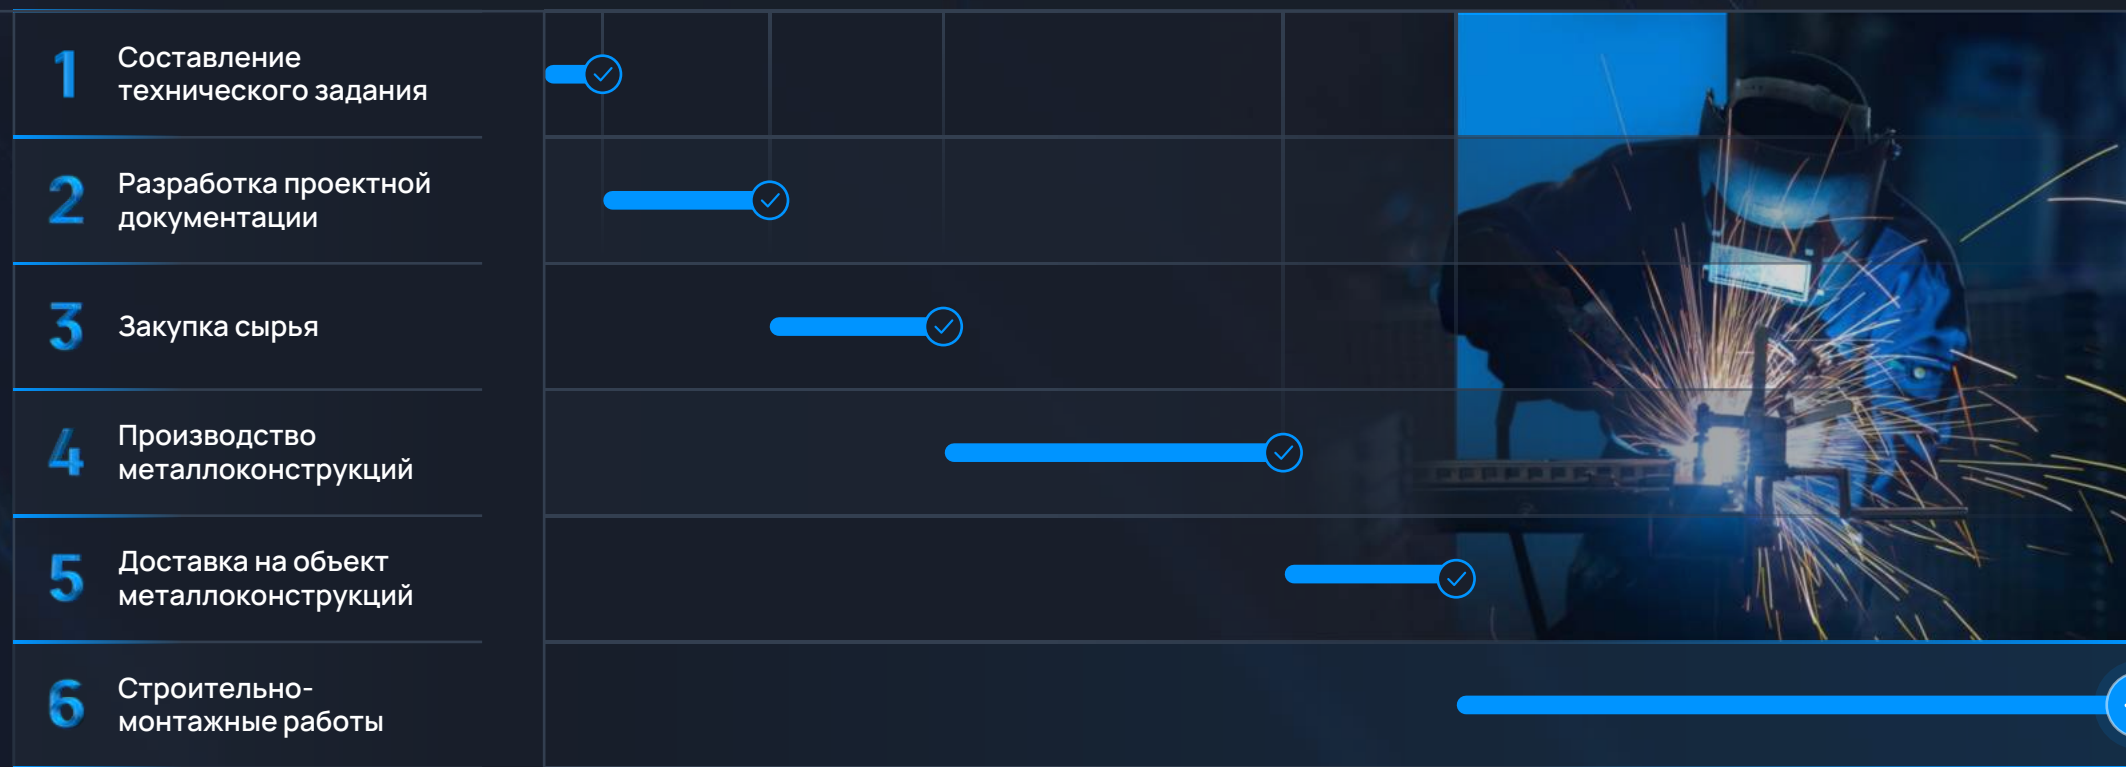 1
Составление
технического задания
2
Разработка проектной
документации
3
Закупка сырья
4
Производство
металлоконструкций
5
Доставка на объект
металлоконструкций
6
Строительно-
монтажные работы